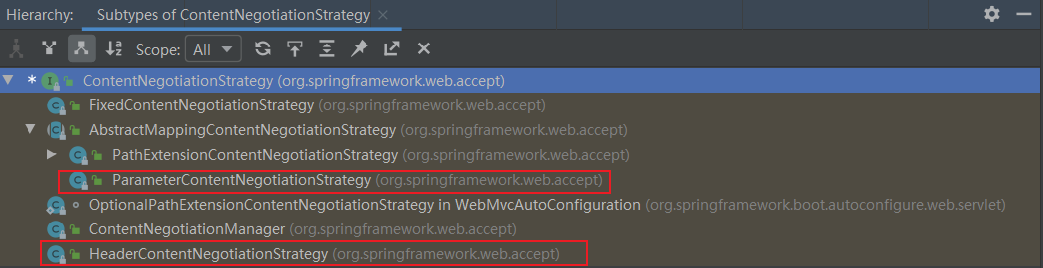 Hierarchy: Subtypes of ContentNegotiationStrategy
Scope: All
* ContentNegotiationStrategy (org.springframework.web.accept)
FixedContentNegotiationStrategy (org.springframework.web.accept)
AbstractMappingContentNegotiationStrategy (org.springframework.web.accept)
PathExtensionContentNegotiationStrategy (org.springframework.web.accept)
ParameterContentNegotiationStrategy (org.springframework.web.accept)
OptionalPathExtensionContentNegotiationStrategy in WebMvcAutoConfiguration (org.springframework.boot.autoconfigure.web.servlet)
ContentNegotiationManager (org.springframework.web.accept)
HeaderContentNegotiationStrategy (org.springframework.web.accept)